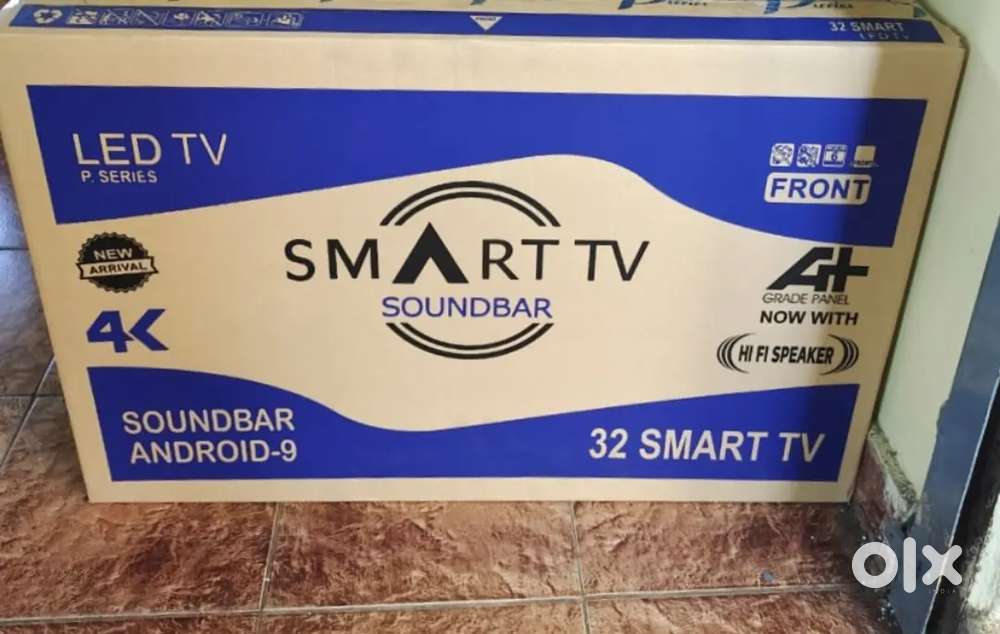 32 SMART
LED TV
LED TV
P. SERIES
FRONT
NEW
ARRIVAL
4K
SMART TV
SOUNDBAR
A+
GRADE PANEL
NOW WITH
HI FI SPEAKER
SOUNDBAR
ANDROID-9
32 SMART TV
olx
INDIA